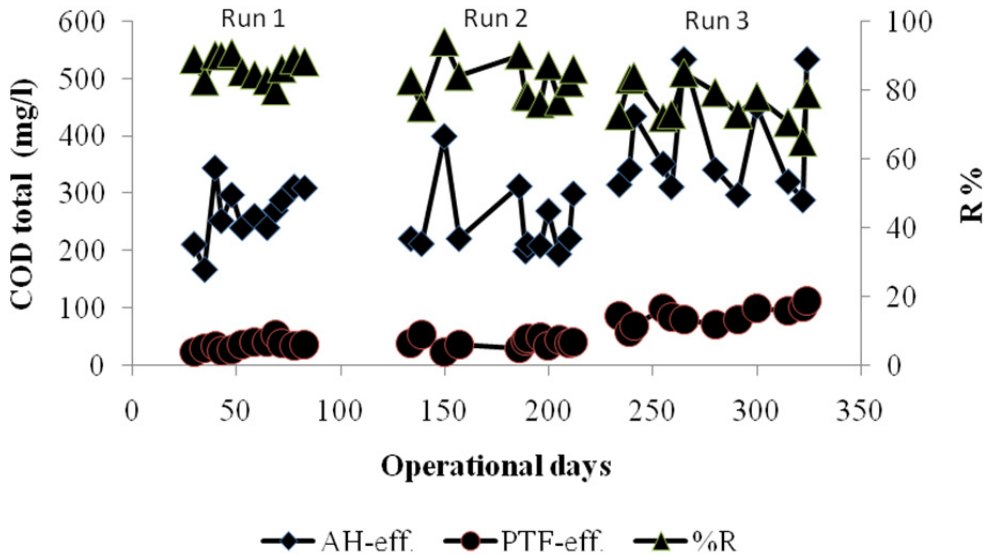 Run 1
Run 2
Run 3
600
500
400
300
200
100
0
COD total (mg/l)
100
80
60
40
20
0
R %
0 50 100 150 200 250 300 350
Operational days
AH-eff. PTF-eff. %R